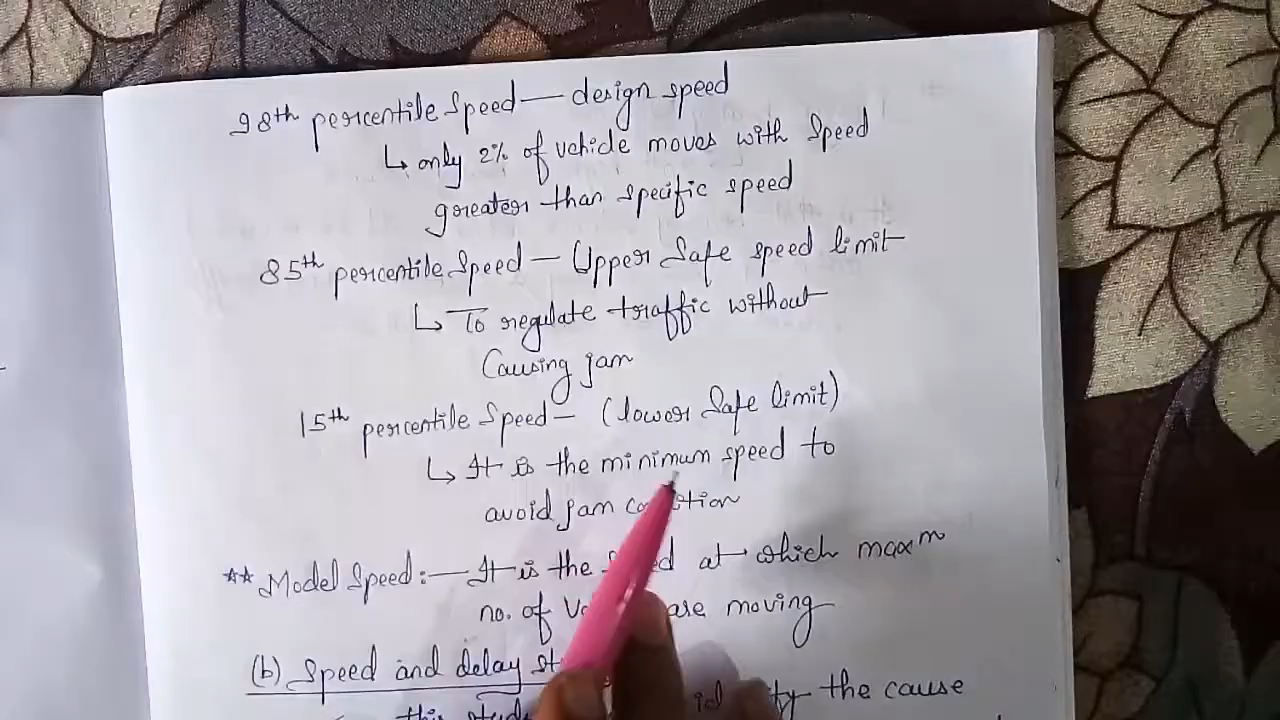 98th percentile Speed — design speed
↳ only 2% of vehicle moves with Speed
greater than specific speed
85th percentile Speed — Upper Safe speed limit
↳ To regulate traffic without
Causing jam
15th percentile Speed — (lower Safe limit)
↳ It is the minimum speed to
avoid jam
** Model Speed :— It is the at which maxm
no. of are moving
(b) Speed and delay
the cause
this